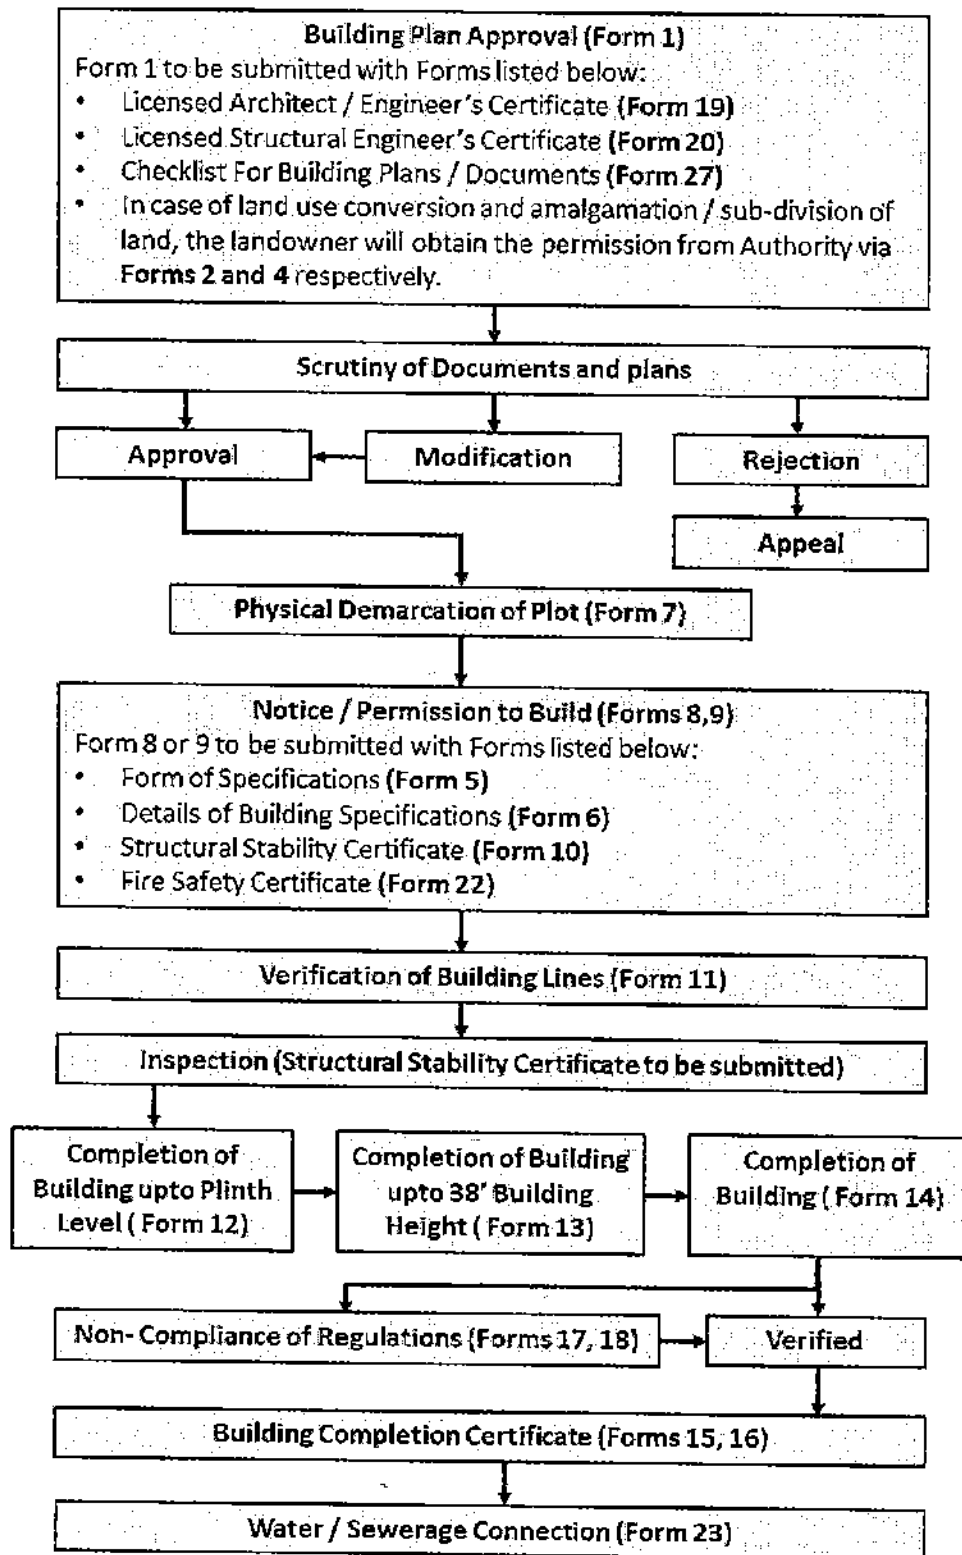 Building Plan Approval (Form 1)
Form 1 to be submitted with Forms listed below:
• Licensed Architect / Engineer's Certificate (Form 19)
• Licensed Structural Engineer's Certificate (Form 20)
• Checklist For Building Plans / Documents (Form 27)
• In case of land use conversion and amalgamation / sub-division of
land, the landowner will obtain the permission from Authority via
Forms 2 and 4 respectively.
Scrutiny of Documents and plans
Approval
Modification
Rejection
Appeal
Physical Demarcation of Plot (Form 7)
Notice / Permission to Build (Forms 8,9)
Form 8 or 9 to be submitted with Forms listed below:
• Form of Specifications (Form 5)
• Details of Building Specifications (Form 6)
• Structural Stability Certificate (Form 10)
• Fire Safety Certificate (Form 22)
Verification of Building Lines (Form 11)
Inspection (Structural Stability Certificate to be submitted)
Completion of
Building upto Plinth
Level ( Form 12)
Completion of Building
upto 38' Building
Height ( Form 13)
Completion of
Building ( Form 14)
Non- Compliance of Regulations (Forms 17, 18)
Verified
Building Completion Certificate (Forms 15, 16)
Water / Sewerage Connection (Form 23)